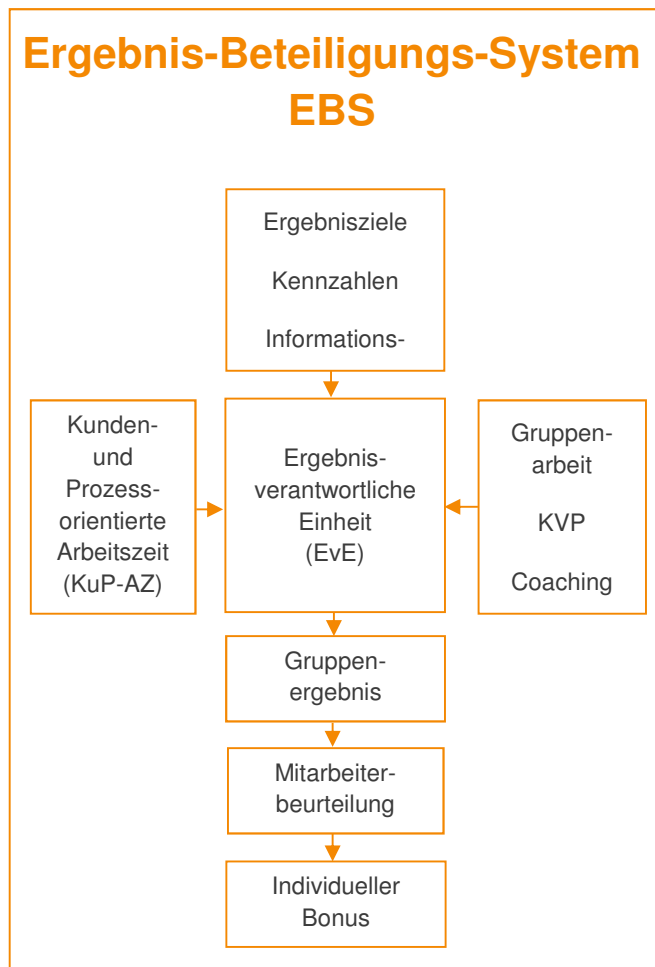 Ergebnis-Beteiligungs-System
EBS
Ergebnisziele
Kennzahlen
Informations-
Kunden-
und
Prozess-
orientierte
Arbeitszeit
(KuP-AZ)
Ergebnis-
verantwortliche
Einheit
(EvE)
Gruppen-
arbeit
KVP
Coaching
Gruppen-
ergebnis
Mitarbeiter-
beurteilung
Individueller
Bonus